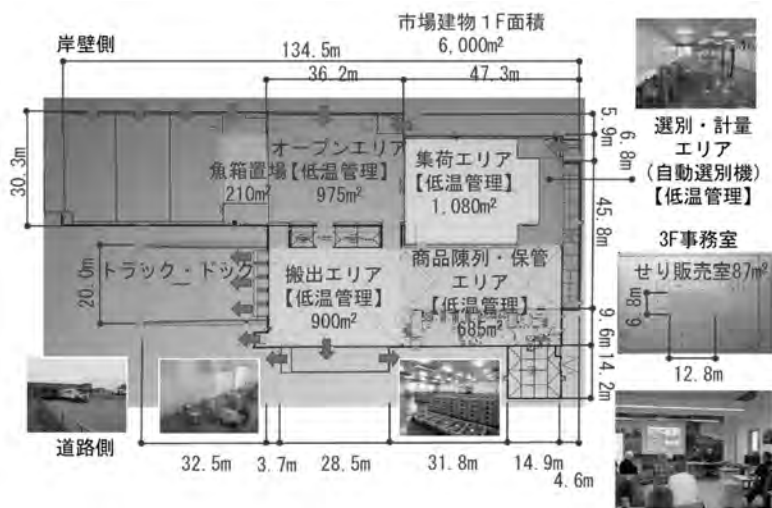 市場建物1F面積
6,000m²
岸壁側
134.5m
36.2m
47.3m
5.9m
6.8m
選別・計量
エリア
(自動選別機)
【低温管理】
30.3m
オープンエリア
【低温管理】
975m²
魚箱置場
210m²
集荷エリア
【低温管理】
1,080m²
45.8m
3F事務室
せり販売室87m²
6.8m
12.8m
トラック・ドック
20.0m
搬出エリア
【低温管理】
900m²
商品陳列・保管
エリア
【低温管理】
685m²
9.6m
14.2m
道路側
32.5m
3.7m
28.5m
31.8m
14.9m
4.6m